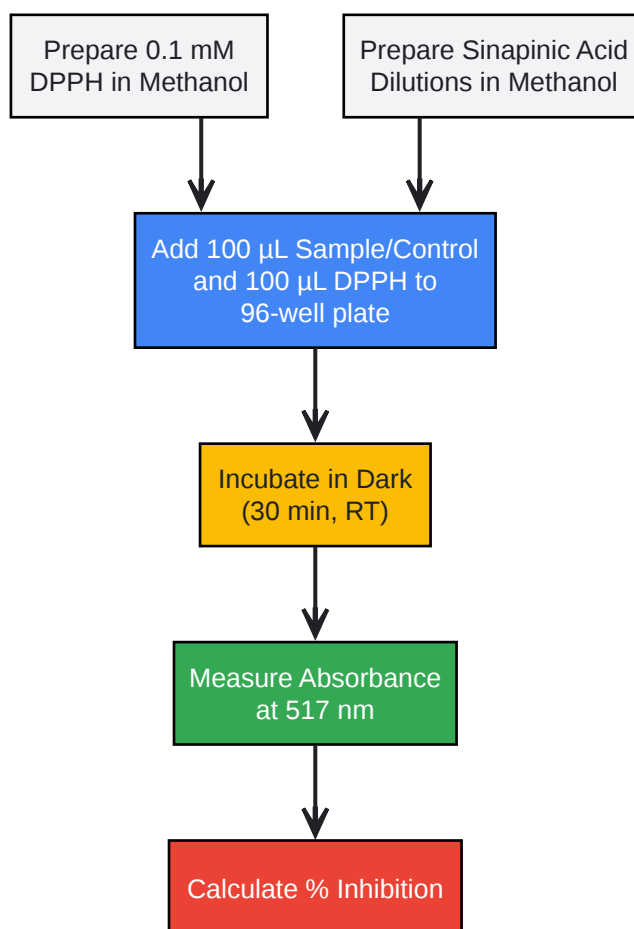 Prepare 0.1 mM
DPPH in Methanol
Prepare Sinapinic Acid
Dilutions in Methanol
Add 100 µL Sample/Control
and 100 µL DPPH to
96-well plate
Incubate in Dark
(30 min, RT)
Measure Absorbance
at 517 nm
Calculate % Inhibition